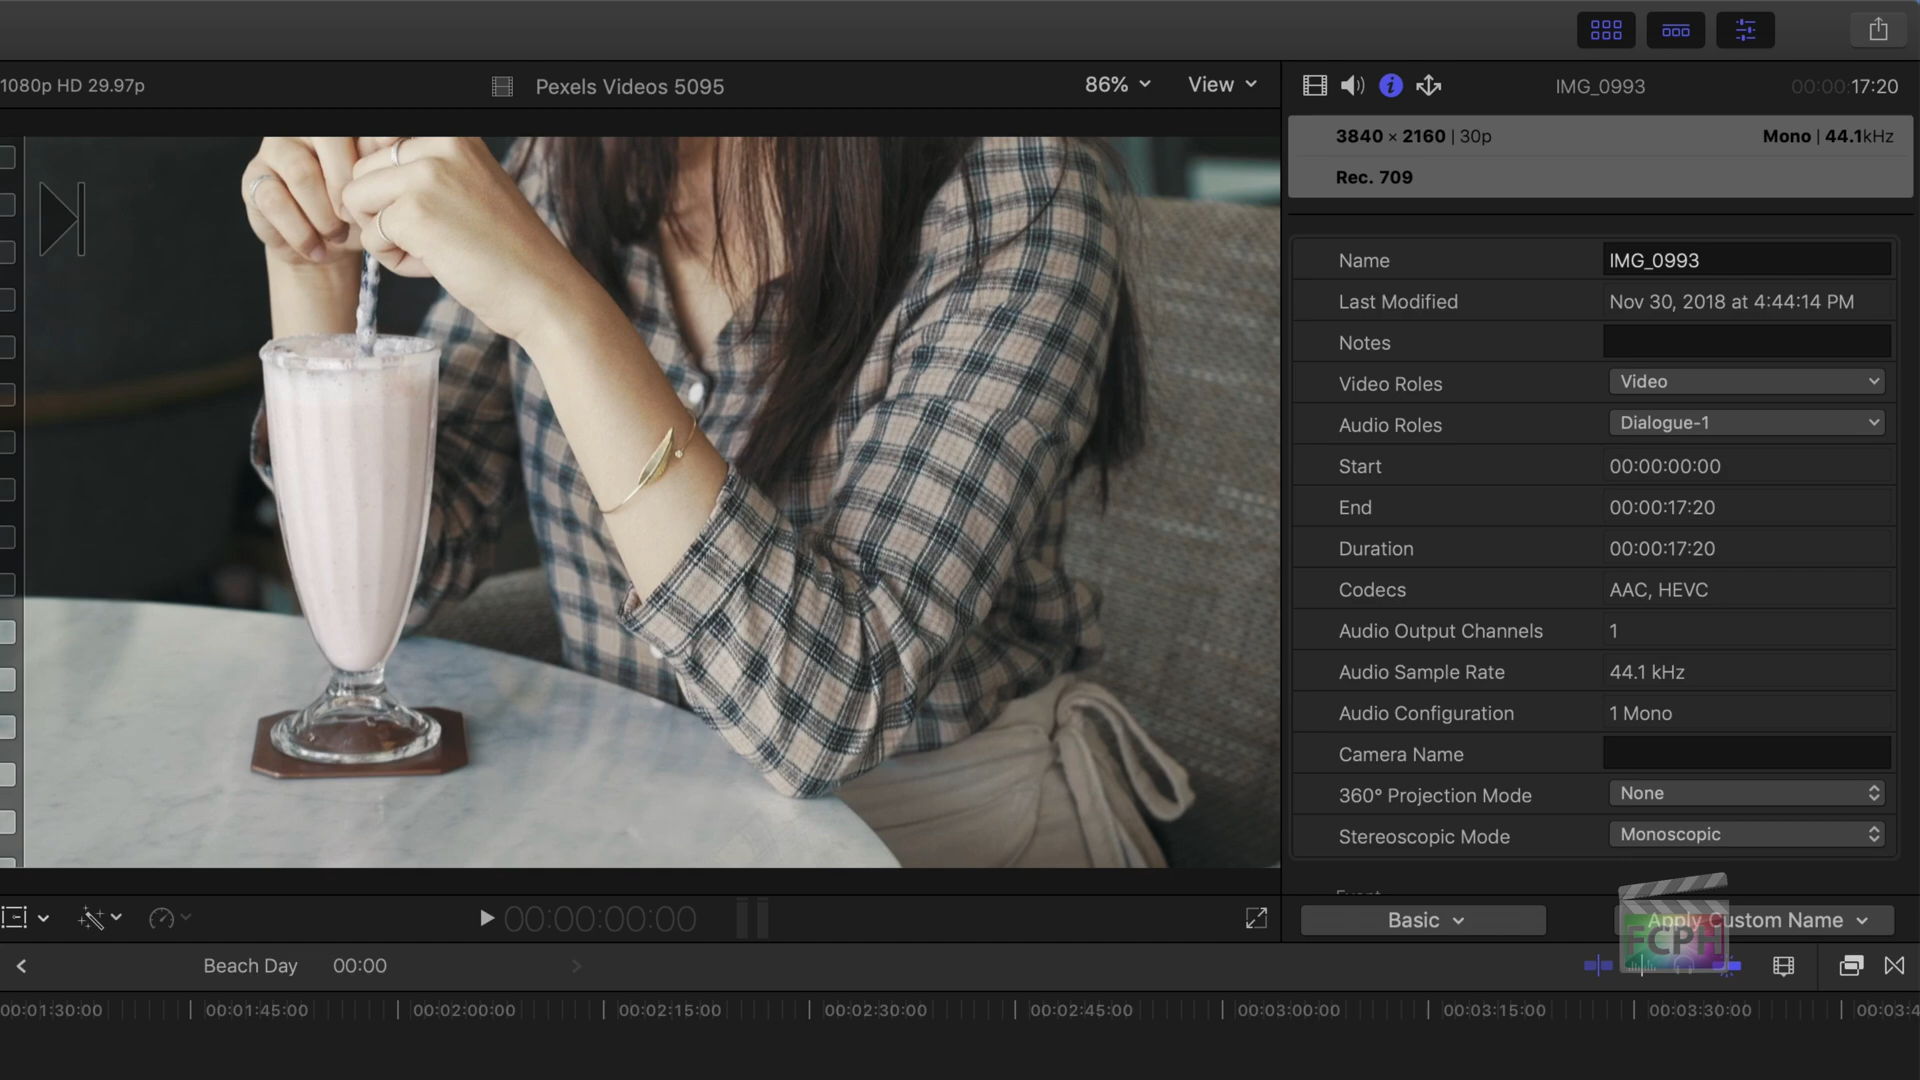 1080p HD 29.97p
Pexels Videos 5095
86%
View
IMG_0993
00:00:17:20
3840 × 2160 | 30p
Mono | 44.1kHz
Rec. 709
Name
IMG_0993
Last Modified
Nov 30, 2018 at 4:44:14 PM
Notes
Video Roles
Video
Audio Roles
Dialogue-1
Start
00:00:00:00
End
00:00:17:20
Duration
00:00:17:20
Codecs
AAC, HEVC
Audio Output Channels
1
Audio Sample Rate
44.1 kHz
Audio Configuration
1 Mono
Camera Name
360° Projection Mode
None
Stereoscopic Mode
Monoscopic
00:00:00:00
Basic
Apply Custom Name
FCPH
Beach Day
00:00
00:01:30:00
00:01:45:00
00:02:00:00
00:02:15:00
00:02:30:00
00:02:45:00
00:03:00:00
00:03:15:00
00:03:30:00
00:03:4